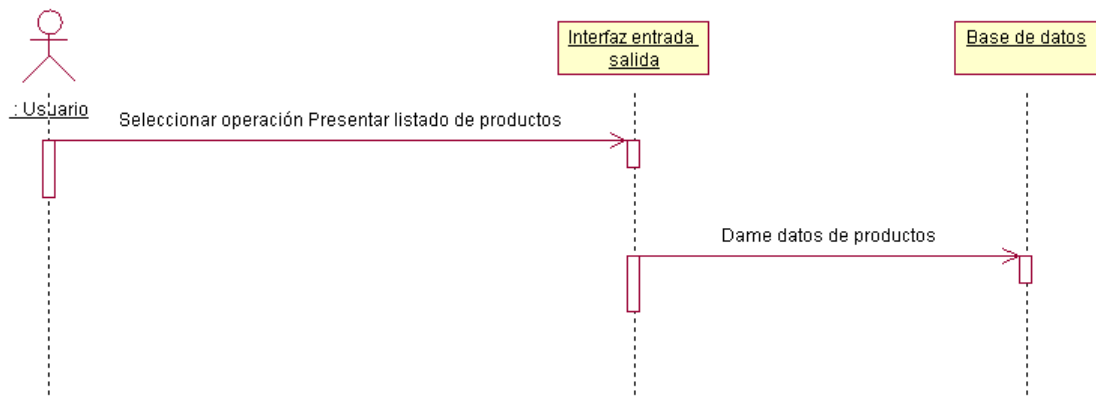 Interfaz entrada
salida
Base de datos
: Usuario
Seleccionar operación Presentar listado de productos
Dame datos de productos